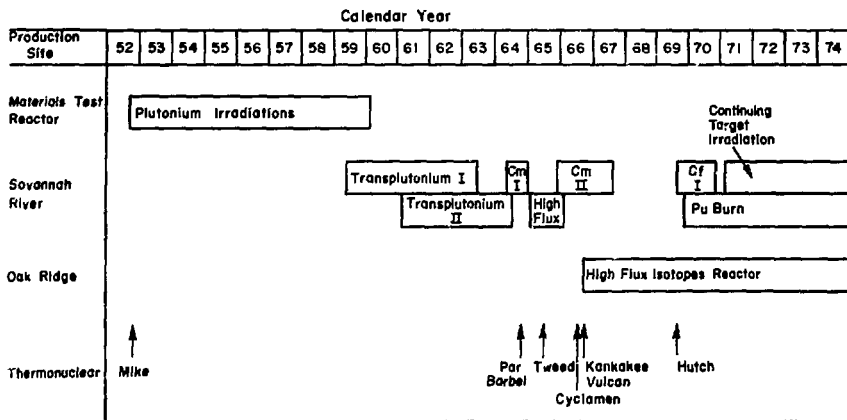 Calendar Year
Production Site
52 53 54 55 56 57 58 59 60 61 62 63 64 65 66 67 68 69 70 71 72 73 74
Materials Test Reactor
Plutonium Irradiations
Continuing Target Irradiation
Savannah River
Transplutonium I
Cm I
Cm II
Cf I
Transplutonium II
High Flux
Pu Burn
Oak Ridge
High Flux Isotopes Reactor
Thermonuclear
Mike
Par Barbel
Tweed
Cyclamen
Kankakee Vulcan
Hutch